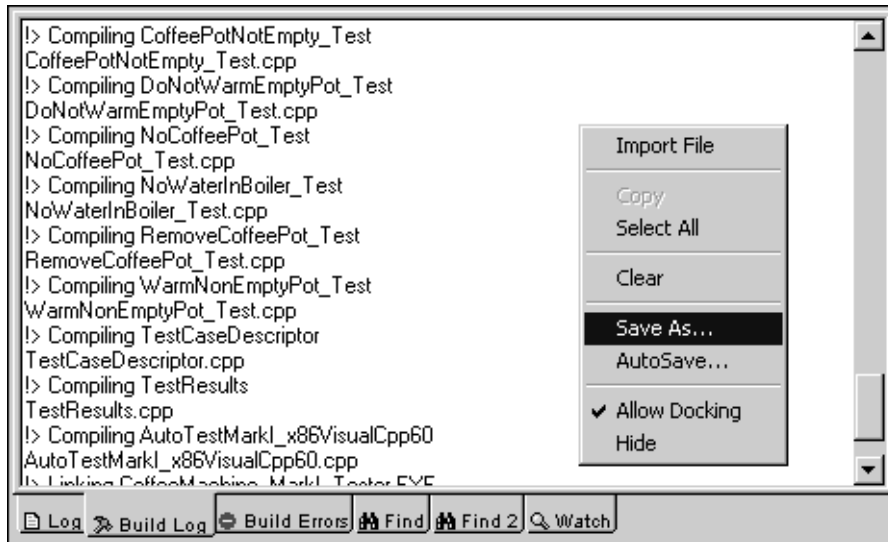 !> Compiling CoffeePotNotEmpty_Test
CoffeePotNotEmpty_Test.cpp
!> Compiling DoNotWarmEmptyPot_Test
DoNotWarmEmptyPot_Test.cpp
!> Compiling NoCoffeePot_Test
NoCoffeePot_Test.cpp
!> Compiling NoWaterInBoiler_Test
NoWaterInBoiler_Test.cpp
!> Compiling RemoveCoffeePot_Test
RemoveCoffeePot_Test.cpp
!> Compiling WarmNonEmptyPot_Test
WarmNonEmptyPot_Test.cpp
!> Compiling TestCaseDescriptor
TestCaseDescriptor.cpp
!> Compiling TestResults
TestResults.cpp
!> Compiling AutoTestMarkI_x86VisualCpp60
AutoTestMarkI_x86VisualCpp60.cpp
!> Linking CoffeeMachine_MarkI_Tester.EXE
Import File
Copy
Select All
Clear
Save As...
AutoSave...
Allow Docking
Hide
Log Build Log Build Errors Find Find 2 Watch